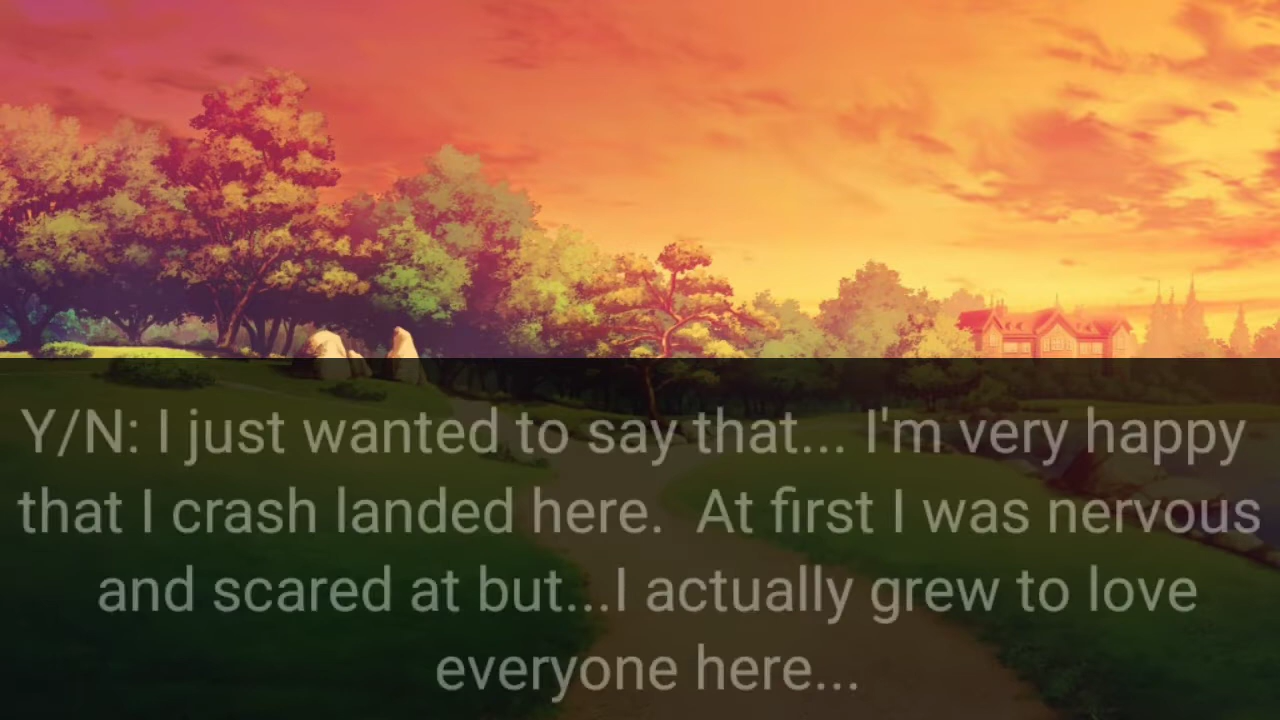 Y/N: I just wanted to say that... I'm very happy
that I crash landed here.  At first I was nervous
and scared at but...I actually grew to love
everyone here...